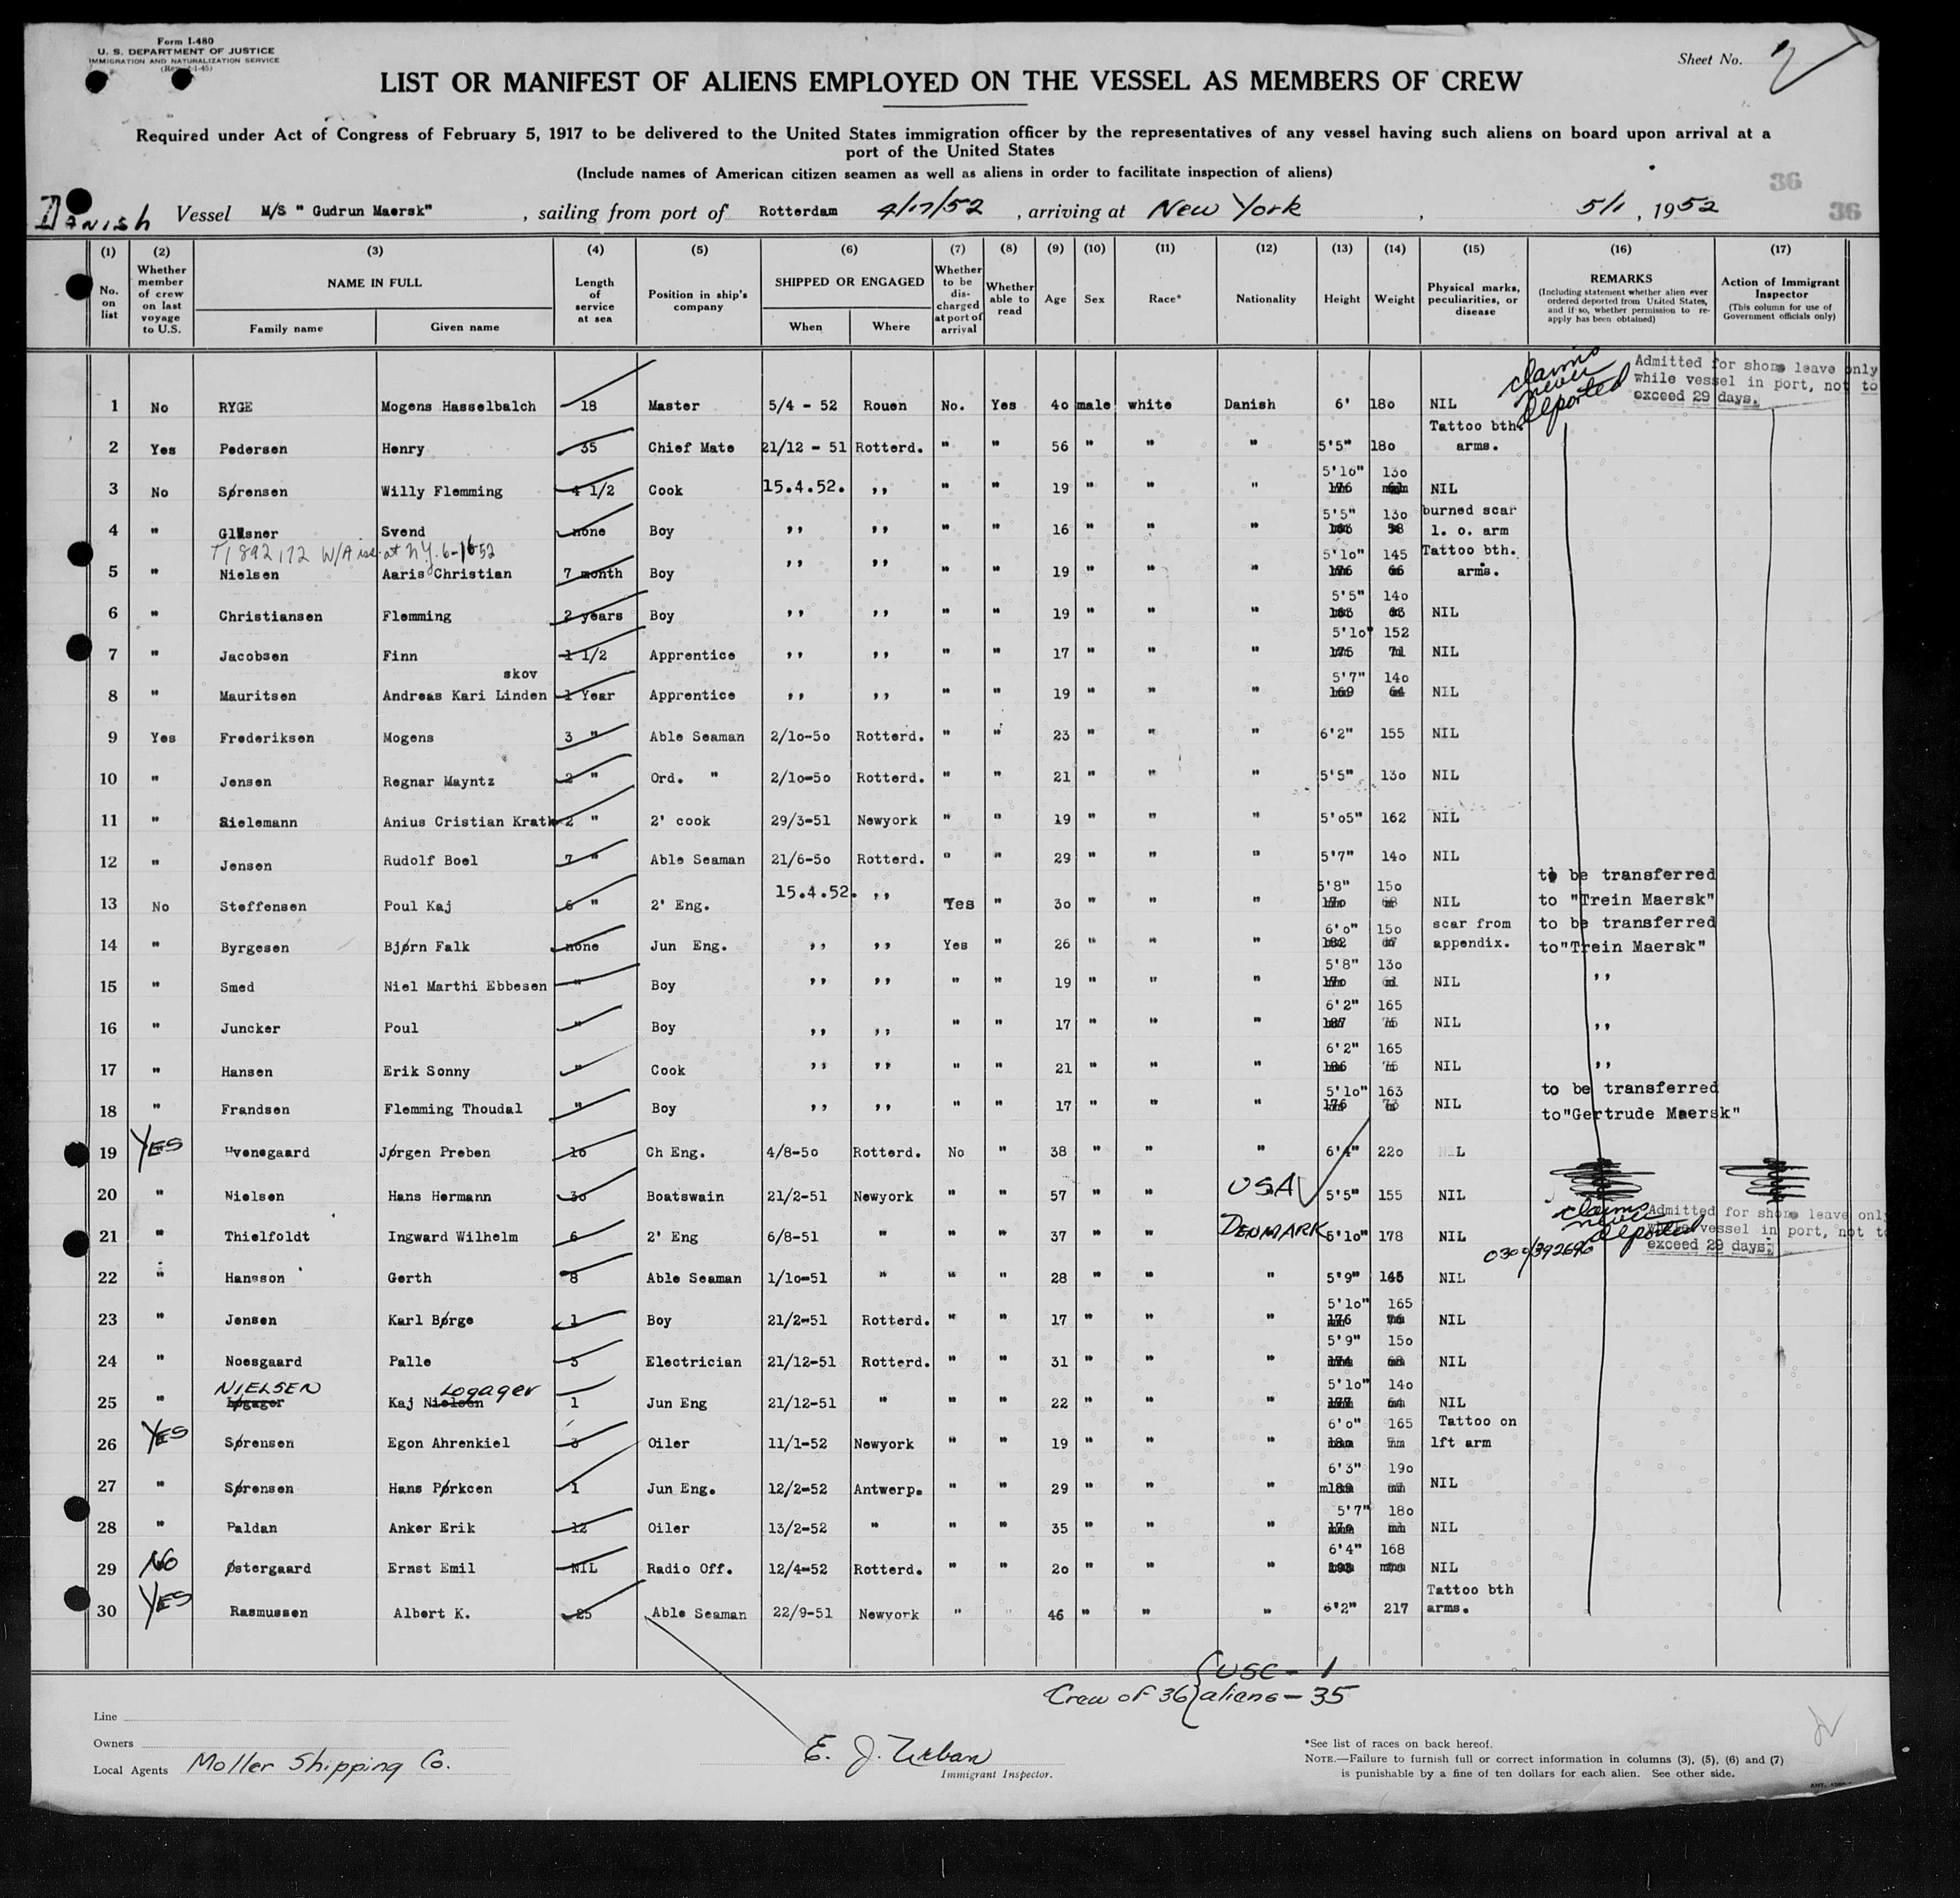 Form I-480
U. S. DEPARTMENT OF JUSTICE
IMMIGRATION AND NATURALIZATION SERVICE
Sheet No. 2
LIST OR MANIFEST OF ALIENS EMPLOYED ON THE VESSEL AS MEMBERS OF CREW
Required under Act of Congress of February 5, 1917 to be delivered to the United States immigration officer by the representatives of any vessel having such aliens on board upon arrival at a
port of the United States
(Include names of American citizen seamen as well as aliens in order to facilitate inspection of aliens)
36
Danish Vessel M/S " Gudrun Maersk" , sailing from port of Rotterdam 4/17/52 , arriving at New York , 5/1 , 1952 36
(1) No. on list
(2) Whether member of crew on last voyage to U.S.
(3) NAME IN FULL Family name Given name
(4) Length of service at sea
(5) Position in ship's company
(6) SHIPPED OR ENGAGED When Where
(7) Whether to be discharged at port of arrival
(8) Whether able to read
(9) Age
(10) Sex
(11) Race*
(12) Nationality
(13) Height
(14) Weight
(15) Physical marks, peculiarities, or disease
(16) REMARKS (Including statement whether alien ever ordered deported from United States, and if so, whether permission to re-apply has been obtained)
(17) Action of Immigrant Inspector (This column for use of Government officials only)
claims never deported
Admitted for shore leave only
while vessel in port, not to
exceed 29 days.
1 No RYGE Mogens Hasselbalch 18 Master 5/4 - 52 Rouen No. Yes 40 male white Danish 6' 180 NIL
2 Yes Pedersen Henry 35 Chief Mate 21/12 - 51 Rotterd. " " 56 " " " 5'5" 180 Tattoo bth. arms.
3 No Sørensen Willy Flemming 4 1/2 Cook 15.4.52. ,, " " 19 " " " 5'10" 130 NIL
4 " Svend none Boy ,, ,, " " 16 " " " 5'5" 130 burned scar l. o. arm
T1892172 W/A at NY. 6-16-52
5 " Nielsen Aaris Christian 7 month Boy ,, ,, " " 19 " " " 5'10" 145 Tattoo bth. arms.
6 " Christiansen Flemming 2 years Boy ,, ,, " " 19 " " " 5'5" 140 NIL
7 " Jacobsen Finn 1 1/2 Apprentice ,, ,, " " 17 " " " 5'10" 152 NIL
skov
8 " Mauritsen Andreas Kari Linden 1 Year Apprentice ,, ,, " " 19 " " " 5'7" 140 NIL
9 Yes Frederiksen Mogens 3 " Able Seaman 2/10-50 Rotterd. " " 23 " " " 6'2" 155 NIL
10 " Jensen Regnar Mayntz 2 " Ord. " 2/10-50 Rotterd. " " 21 " " " 5'5" 130 NIL
11 " Sielemann Anius Cristian Krath 2 " 2' cook 29/3-51 Newyork " " 19 " " " 5'05" 162 NIL
12 " Jensen Rudolf Boel 7 " Able Seaman 21/6-50 Rotterd. " " 29 " " " 5'7" 140 NIL
13 No Steffensen Poul Kaj 6 " 2' Eng. 15.4.52. ,, Yes " 30 " " " 5'8" 150 NIL to be transferred to "Trein Maersk"
14 " Byrgesen Bjørn Falk none Jun Eng. ,, ,, Yes " 26 " " " 6'0" 150 scar from appendix. to be transferred to "Trein Maersk"
15 " Smed Niel Marthi Ebbesen " Boy ,, ,, " " 19 " " " 5'8" 130 NIL ,,
16 " Juncker Poul " Boy ,, ,, " " 17 " " " 6'2" 165 NIL ,,
17 " Hansen Erik Sonny " Cook ,, ,, " " 21 " " " 6'2" 165 NIL ,,
18 " Frandsen Flemming Thoudal " Boy ,, ,, " " 17 " " " 5'10" 163 NIL to be transferred to "Gertrude Maersk"
19 YES Hvenegaard Jørgen Preben 16 Ch Eng. 4/8-50 Rotterd. No " 38 " " " 6'4" 220 NIL
20 " Nielsen Hans Hermann 30 Boatswain 21/2-51 Newyork " " 57 " " USA 5'5" 155 NIL
claims never deported
Admitted for shore leave only
while vessel in port, not to
exceed 29 days.
21 " Thielfoldt Ingward Wilhelm 6 2' Eng 6/8-51 " " " 37 " " DENMARK 5'10" 178 NIL 0300/392696
22 " Hansson Gerth 8 Able Seaman 1/10-51 " " " 28 " " " 5'9" 145 NIL
23 " Jensen Karl Børge 1 Boy 21/2-51 Rotterd. " " 17 " " " 5'10" 165 NIL
24 " Noesgaard Palle 3 Electrician 21/12-51 Rotterd. " " 31 " " " 5'9" 150 NIL
NIELSEN Logager
25 " Løgager Kaj Nielsen 1 Jun Eng 21/12-51 " " " 22 " " " 5'10" 140 NIL
26 YES Sørensen Egon Ahrenkiel 3 Oiler 11/1-52 Newyork " " 19 " " " 6'0" 165 Tattoo on lft arm
27 " Sørensen Hans Pørkcen 1 Jun Eng. 12/2-52 Antwerp. " " 29 " " " 6'3" 190 NIL
28 " Paldan Anker Erik 12 Oiler 13/2-52 " " " 35 " " " 5'7" 180 NIL
29 NO Østergaard Ernst Emil NIL Radio Off. 12/4-52 Rotterd. " " 20 " " " 6'4" 168 NIL
30 YES Rasmussen Albert K. 25 Able Seaman 22/9-51 Newyork " " 46 " " " 6'2" 217 Tattoo bth arms.
Crew of 36 { USC - 1
aliens - 35
Line
Owners
Local Agents Moller Shipping Co.
E. J. Urban
Immigrant Inspector.
*See list of races on back hereof.
NOTE.—Failure to furnish full or correct information in columns (3), (5), (6) and (7)
is punishable by a fine of ten dollars for each alien. See other side.